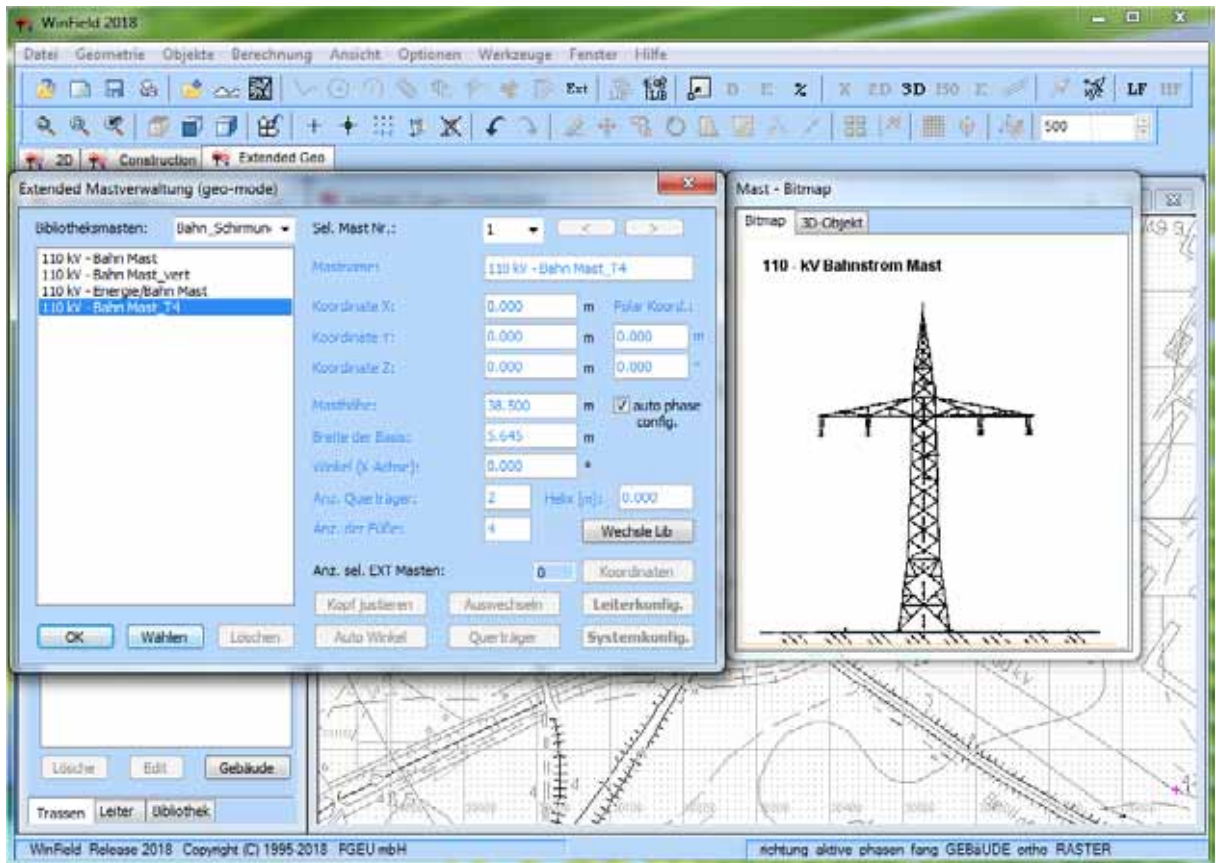 WinField 2018
Datei Geometrie Objekte Berechnung Ansicht Optionen Werkzeuge Fenster Hilfe
Ext LIB D E % X 2D 3D ISO E LF HF
500
2D Construction Extended Geo
Extended Mastverwaltung (geo-mode)
Bibliotheksmasten: Bahn_Schirmun
110 kV - Bahn Mast
110 kV - Bahn Mast_vert
110 kV - Energie/Bahn Mast
110 kV - Bahn Mast_T4
Sel. Mast Nr.: 1 < >
Mastname: 110 kV - Bahn Mast_T4
Koordinate X: 0.000 m Polar Koord.:
Koordinate Y: 0.000 m 0.000 m
Koordinate Z: 0.000 m 0.000 °
Masthöhe: 38.500 m auto phase config.
Breite der Basis: 5.645 m
Winkel (X-Achse): 0.000 °
Anz. Querträger: 2 Helix [m]: 0.000
Anz. der Füße: 4 Wechsle Lib
Anz. sel. EXT Masten: 0 Koordinaten
Kopf justieren Auswechseln Leiterkonfig.
OK Wählen Löschen Auto Winkel Querträger Systemkonfig.
Mast - Bitmap
Bitmap 3D-Objekt
110 - KV Bahnstrom Mast
Lösche Edit Gebäude
Trassen Leiter Bibliothek
WinField Release 2018 Copyright (C) 1995-2018 FGEU mbH
richtung aktive phasen fang GEBäUDE ortho RASTER